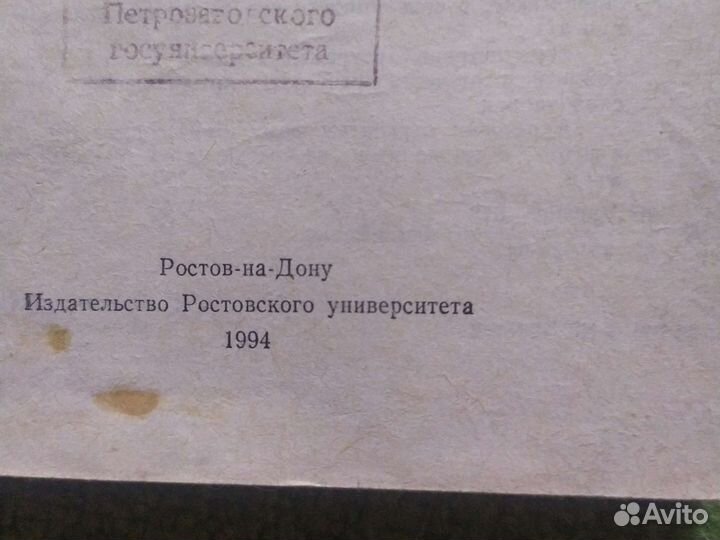 Петрозаводского
госуниверситета
Ростов-на-Дону
Издательство Ростовского университета
1994
Avito